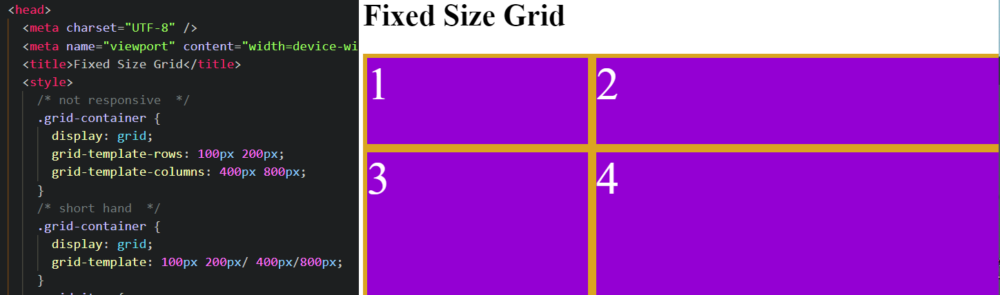 <head>
<meta charset="UTF-8" />
<meta name="viewport" content="width=device-wi
<title>Fixed Size Grid</title>
<style>
/* not responsive  */
.grid-container {
display: grid;
grid-template-rows: 100px 200px;
grid-template-columns: 400px 800px;
}
/* short hand  */
.grid-container {
display: grid;
grid-template: 100px 200px/ 400px/800px;
}
Fixed Size Grid
1
2
3
4